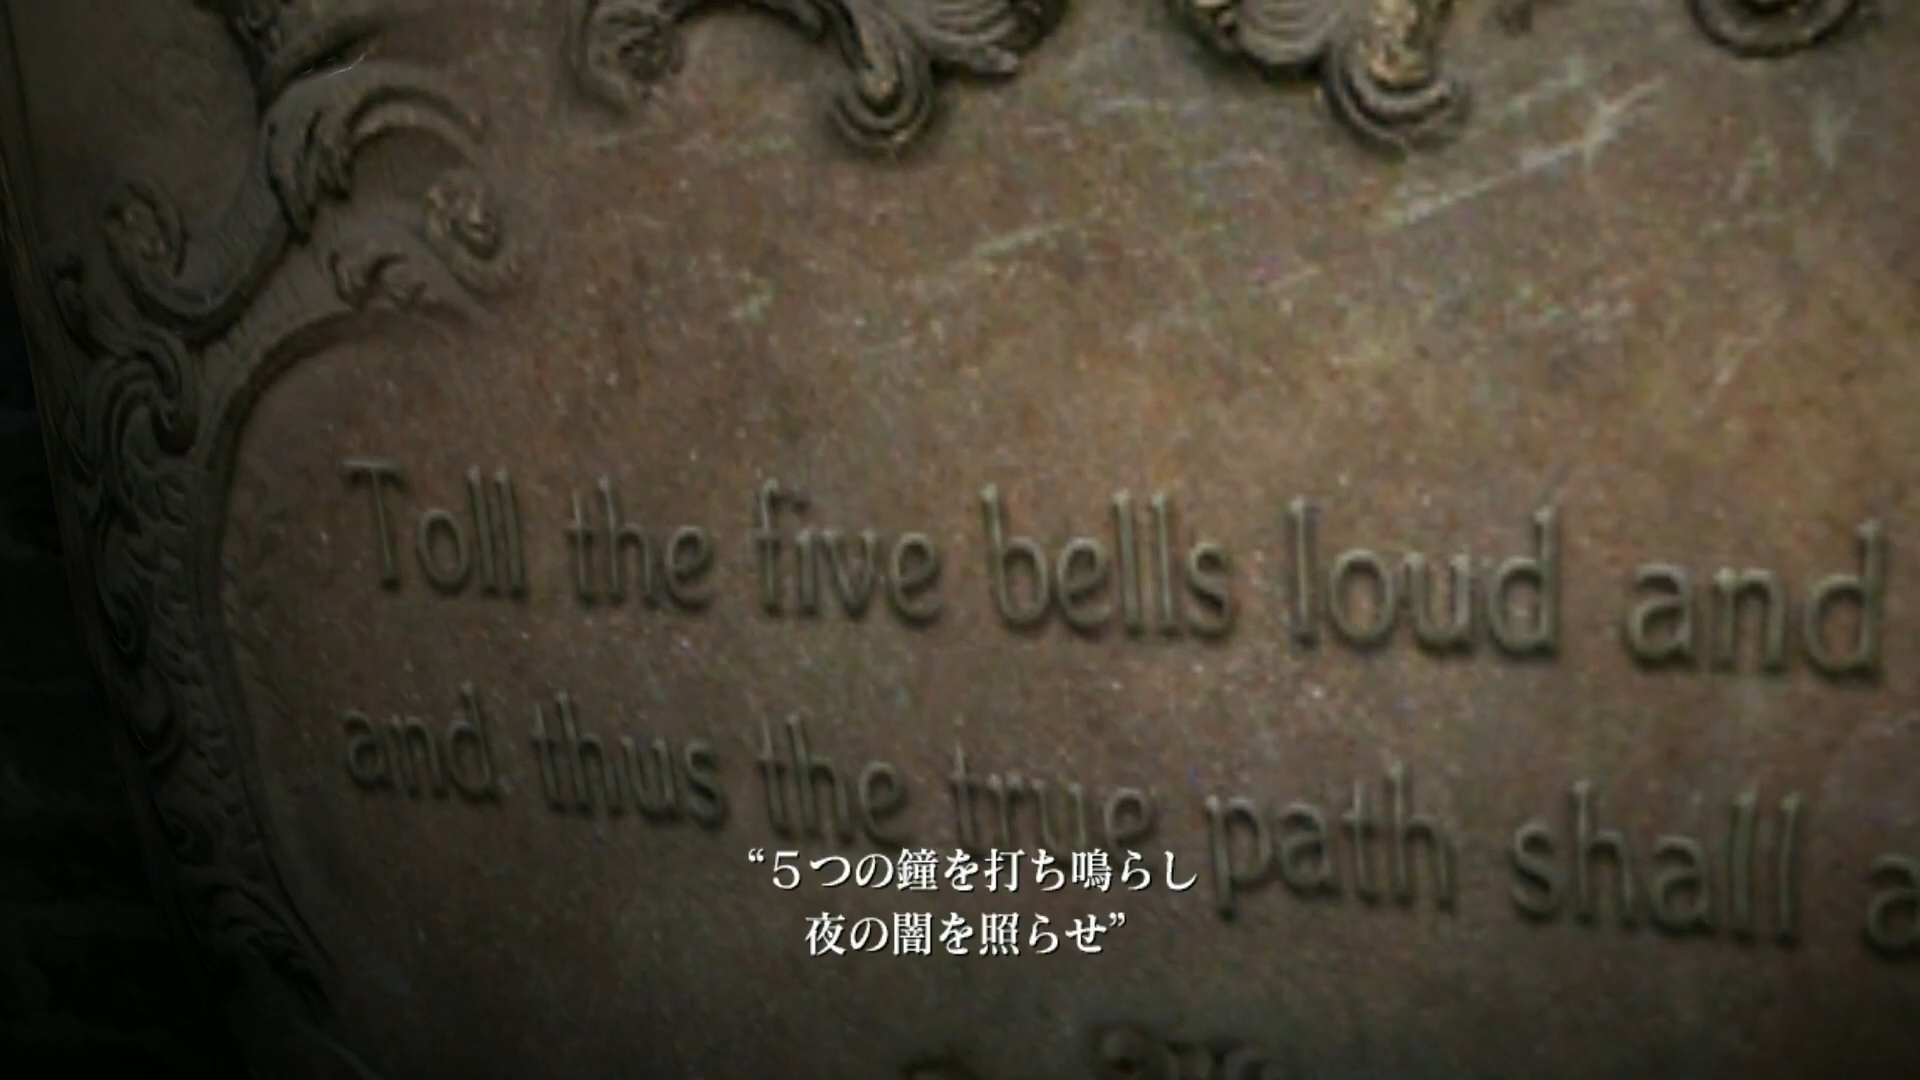 Toll the five bells loud and
and thus the true path shall
“５つの鐘を打ち鳴らし
夜の闇を照らせ”